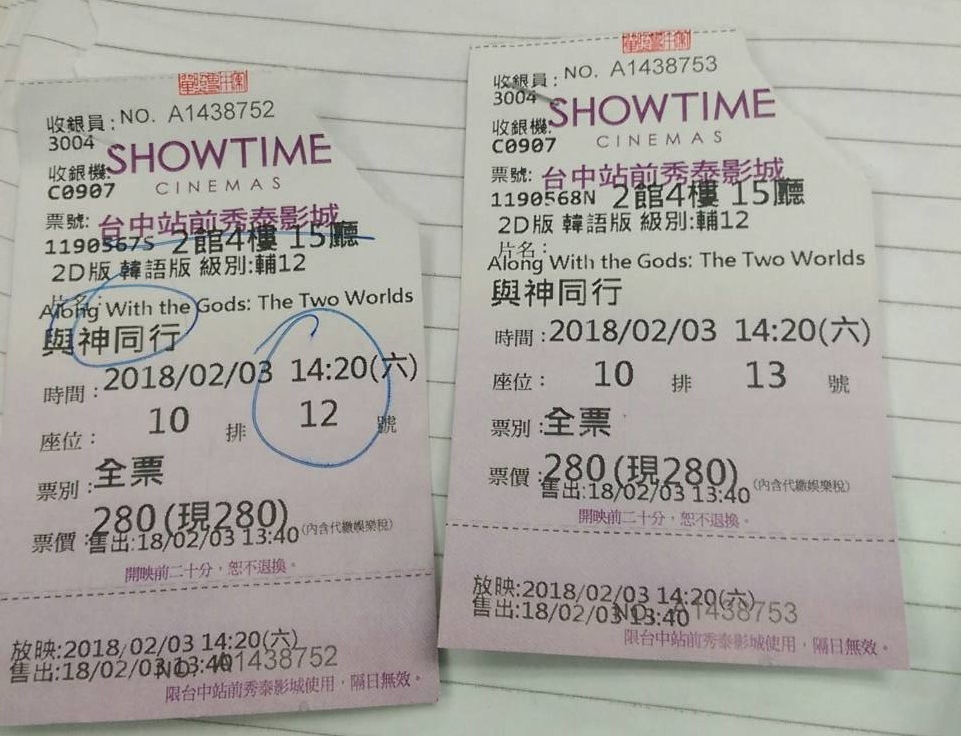 收銀員: NO. A1438752
3004
SHOWTIME
收銀機:
C0907
CINEMAS
票號: 台中站前秀泰影城
1190567S 2館4樓 15廳
2D版 韓語版 級別:輔12
片名:
Along With the Gods: The Two Worlds
與神同行
時間:2018/02/03 14:20(六)
座位: 10 排 12 號
票別:全票
票價:280(現280)(內含代繳娛樂稅)
售出:18/02/03 13:40
開映前二十分，恕不退換。
放映:2018/02/03 14:20(六)
售出:18/02/03 13:40
NO. A1438752
限台中站前秀泰影城使用，隔日無效。
收銀員: NO. A1438753
3004
SHOWTIME
收銀機:
C0907
CINEMAS
票號: 台中站前秀泰影城
1190568N 2館4樓 15廳
2D版 韓語版 級別:輔12
片名:
Along With the Gods: The Two Worlds
與神同行
時間:2018/02/03 14:20(六)
座位: 10 排 13 號
票別:全票
票價:280(現280)(內含代繳娛樂稅)
售出:18/02/03 13:40
開映前二十分，恕不退換。
放映:2018/02/03 14:20(六)
售出:18/02/03 13:40
NO. A1438753
限台中站前秀泰影城使用，隔日無效。